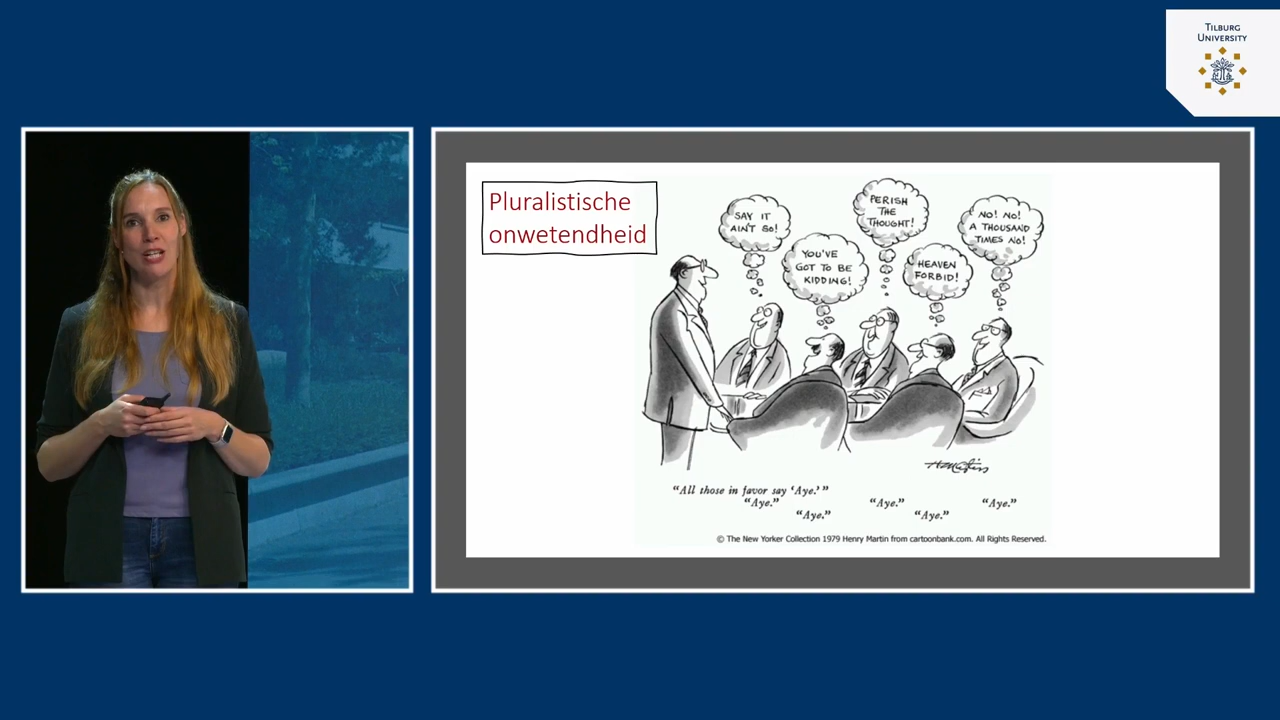 TILBURG
UNIVERSITY
Pluralistische
onwetendheid
SAY IT
AIN'T SO!
YOU'VE
GOT TO BE
KIDDING!
PERISH
THE
THOUGHT!
HEAVEN
FORBID!
NO! NO!
A THOUSAND
TIMES NO!
“All those in favor say ‘Aye.’”
“Aye.”
“Aye.”
“Aye.”
“Aye.”
“Aye.”
© The New Yorker Collection 1979 Henry Martin from cartoonbank.com. All Rights Reserved.